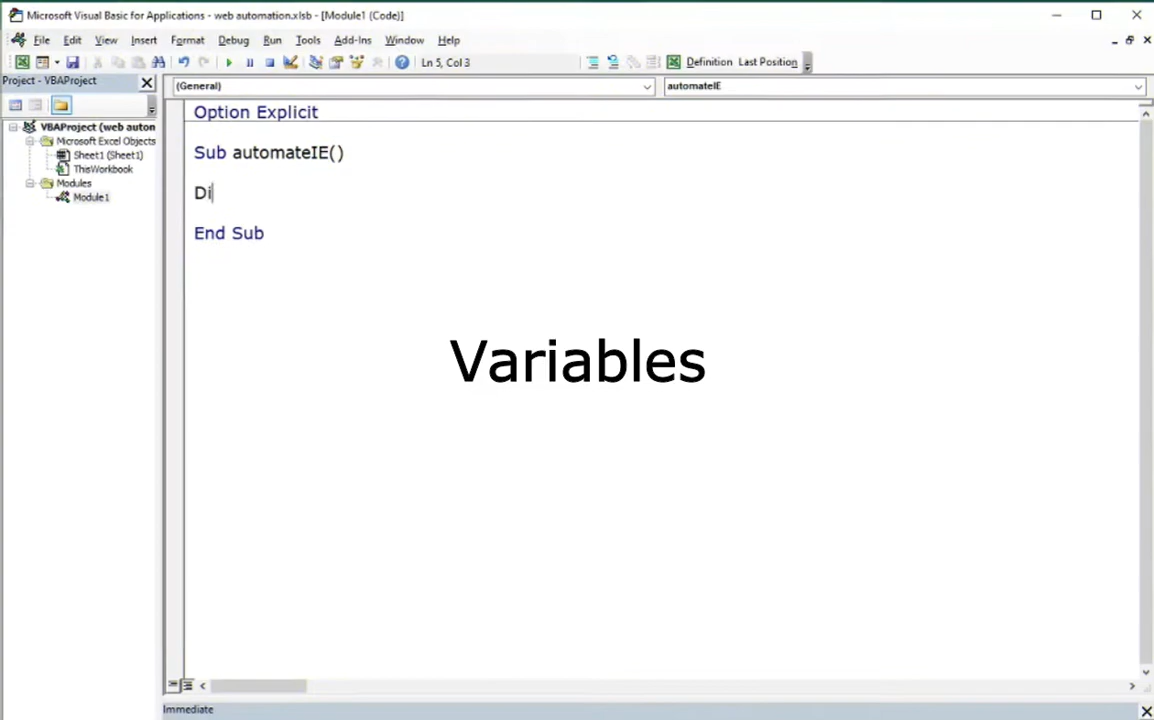 Microsoft Visual Basic for Applications - web automation.xlsb - [Module1 (Code)]
File Edit View Insert Format Debug Run Tools Add-Ins Window Help
Ln 5, Col 3 Definition Last Position
Project - VBAProject
(General) automateIE
VBAProject (web auton
Microsoft Excel Objects
Sheet1 (Sheet1)
ThisWorkbook
Modules
Module1
Option Explicit
Sub automateIE()
Di
End Sub
Variables
Immediate